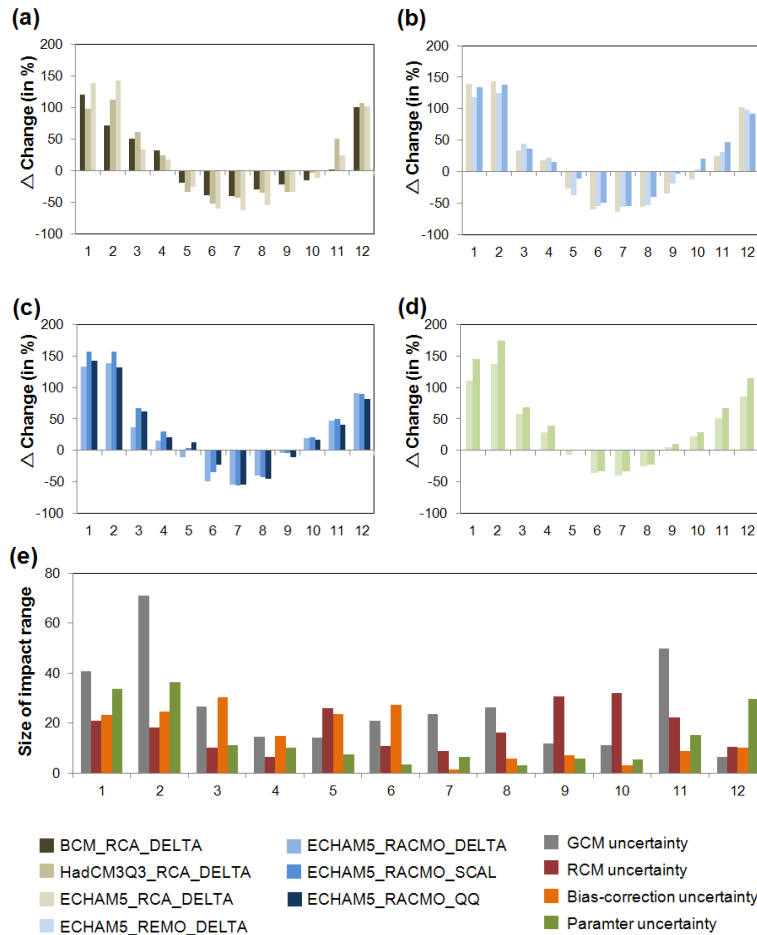 (a)
(b)
△ Change (in %)
200
150
100
50
0
-50
-100
1 2 3 4 5 6 7 8 9 10 11 12
△ Change (in %)
200
150
100
50
0
-50
-100
1 2 3 4 5 6 7 8 9 10 11 12
(c)
(d)
△ Change (in %)
200
150
100
50
0
-50
-100
1 2 3 4 5 6 7 8 9 10 11 12
△ Change (in %)
200
150
100
50
0
-50
-100
1 2 3 4 5 6 7 8 9 10 11 12
(e)
Size of impact range
80
60
40
20
0
1 2 3 4 5 6 7 8 9 10 11 12
BCM_RCA_DELTA
HadCM3Q3_RCA_DELTA
ECHAM5_RCA_DELTA
ECHAM5_REMO_DELTA
ECHAM5_RACMO_DELTA
ECHAM5_RACMO_SCAL
ECHAM5_RACMO_QQ
GCM uncertainty
RCM uncertainty
Bias-correction uncertainty
Paramter uncertainty